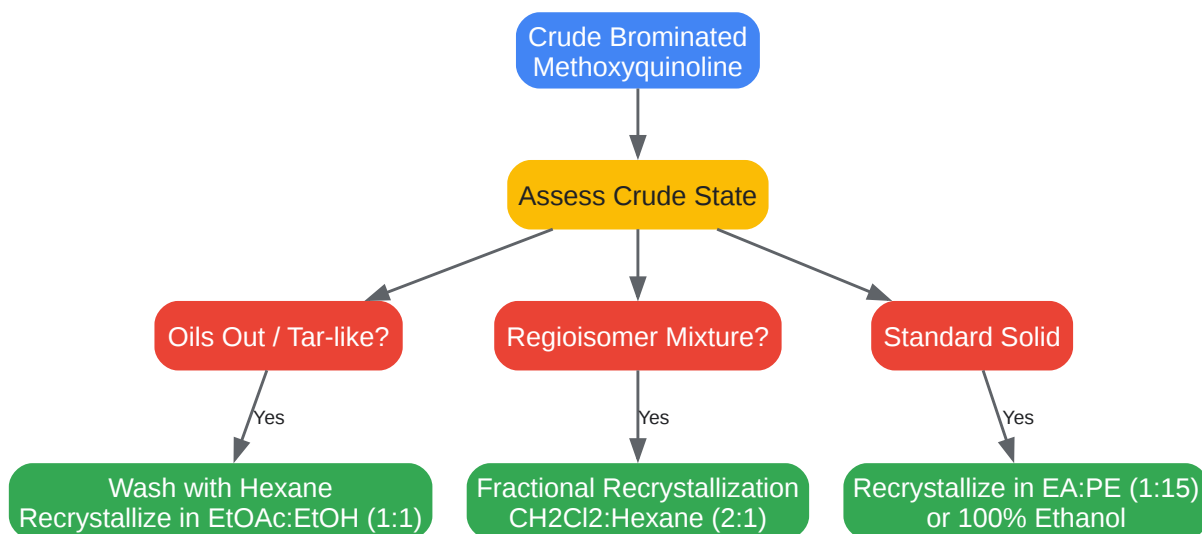 Crude Brominated
Methoxyquinoline
Assess Crude State
Oils Out / Tar-like?
Regioisomer Mixture?
Standard Solid
Yes
Yes
Yes
Wash with Hexane
Recrystallize in EtOAc:EtOH (1:1)
Fractional Recrystallization
CH2Cl2:Hexane (2:1)
Recrystallize in EA:PE (1:15)
or 100% Ethanol